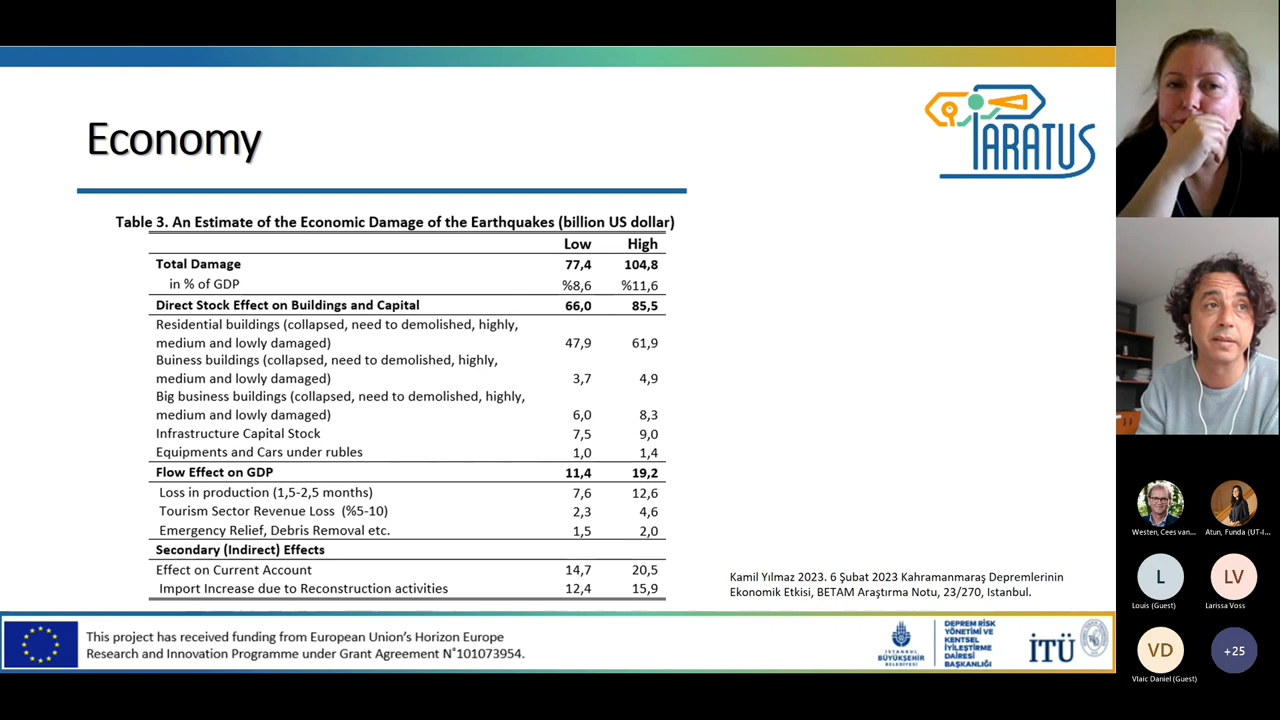 Economy
PARATUS
Table 3. An Estimate of the Economic Damage of the Earthquakes (billion US dollar)
Low High
Total Damage 77,4 104,8
in % of GDP %8,6 %11,6
Direct Stock Effect on Buildings and Capital 66,0 85,5
Residential buildings (collapsed, need to demolished, highly,
medium and lowly damaged) 47,9 61,9
Buiness buildings (collapsed, need to demolished, highly,
medium and lowly damaged) 3,7 4,9
Big business buildings (collapsed, need to demolished, highly,
medium and lowly damaged) 6,0 8,3
Infrastructure Capital Stock 7,5 9,0
Equipments and Cars under rubles 1,0 1,4
Flow Effect on GDP 11,4 19,2
Loss in production (1,5-2,5 months) 7,6 12,6
Tourism Sector Revenue Loss (%5-10) 2,3 4,6
Emergency Relief, Debris Removal etc. 1,5 2,0
Secondary (Indirect) Effects
Effect on Current Account 14,7 20,5
Import Increase due to Reconstruction activities 12,4 15,9
Kamil Yılmaz 2023. 6 Şubat 2023 Kahramanmaraş Depremlerinin
Ekonomik Etkisi, BETAM Araştırma Notu, 23/270, Istanbul.
This project has received funding from European Union's Horizon Europe
Research and Innovation Programme under Grant Agreement N°101073954.
İSTANBUL
BÜYÜKŞEHİR
BELEDİYESİ
DEPREM RİSK
YÖNETİMİ VE
KENTSEL
İYİLEŞTİRME
DAİRESİ
BAŞKANLIĞI
İTÜ
Westen, Cees van...
Atun, Funda (UT-I...
L
LV
Louis (Guest)
Larissa Voss
VD
+25
Vlaic Daniel (Guest)